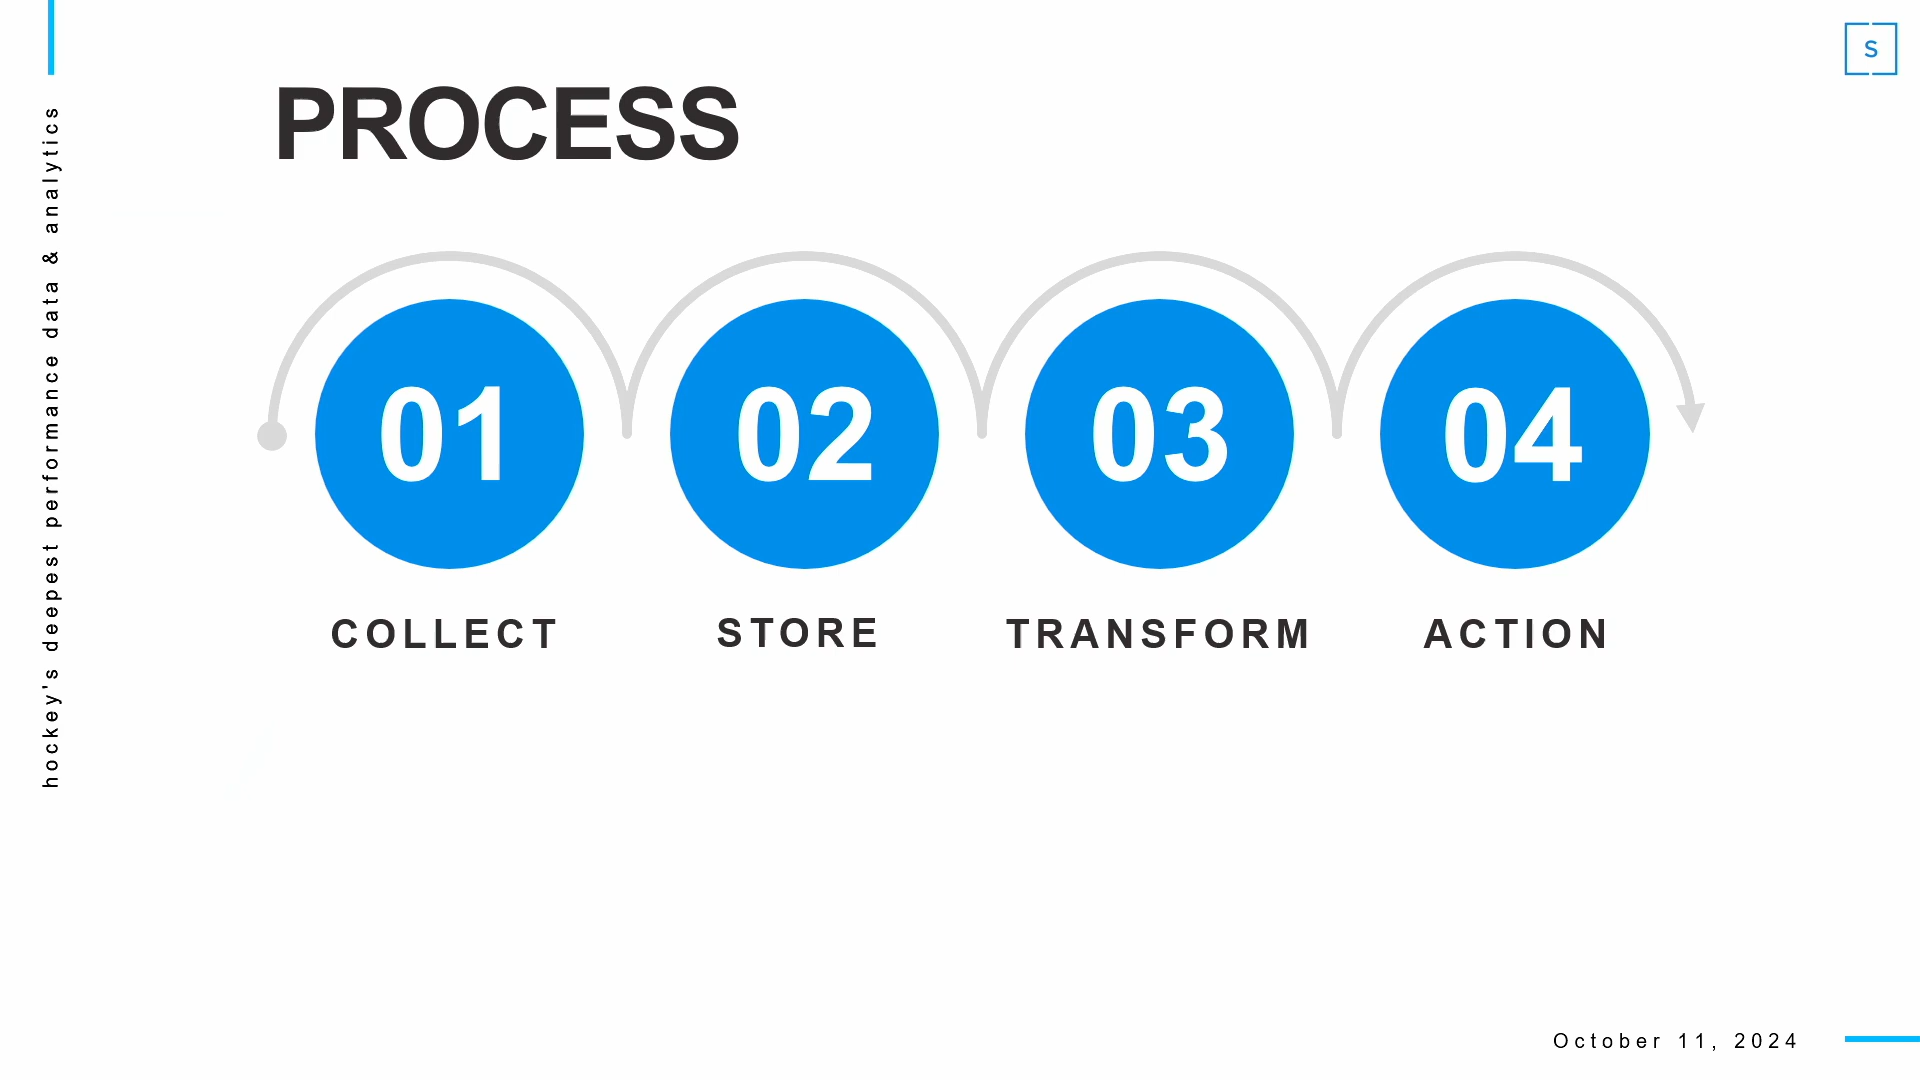 PROCESS
S
hockey's deepest performance data & analytics
01
02
03
04
COLLECT
STORE
TRANSFORM
ACTION
October 11, 2024